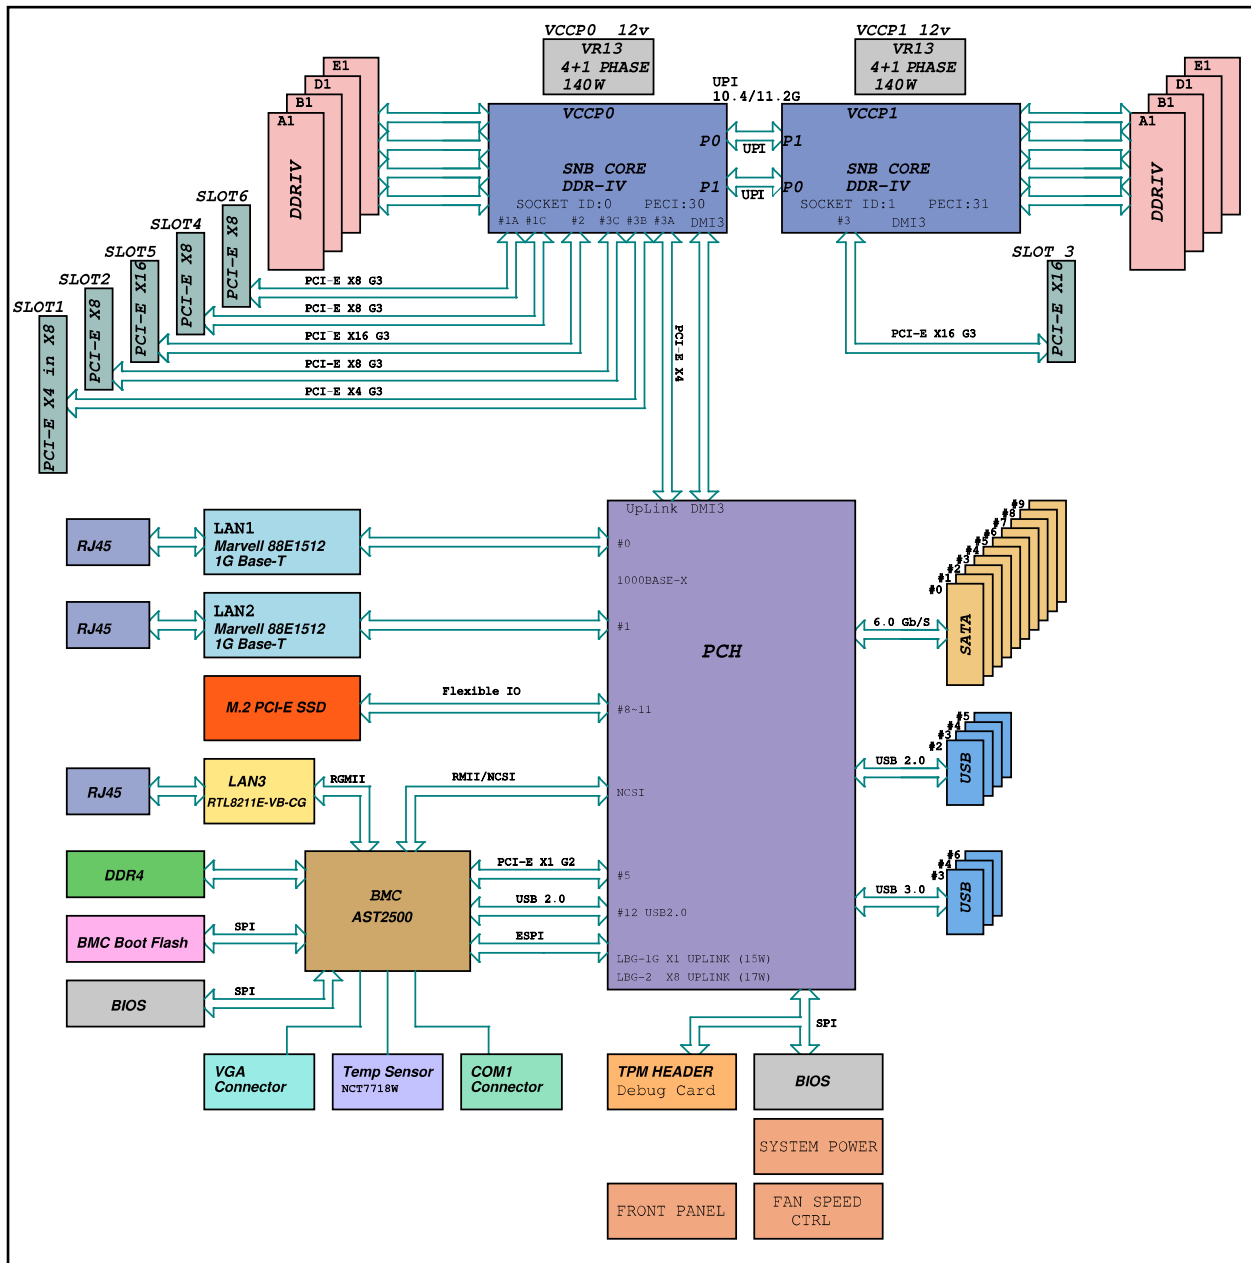 VCCP0 12v
VR13
4+1 PHASE
140W
VCCP1 12v
VR13
4+1 PHASE
140W
UPI
10.4/11.2G
E1
D1
B1
A1
DDRIV
VCCP0
P0
SNB CORE
DDR-IV
P1
SOCKET ID:0 PECI:30
#1A #1C #2 #3C #3B #3A DMI3
UPI
UPI
VCCP1
P1
SNB CORE
DDR-IV
P0
SOCKET ID:1 PECI:31
#3 DMI3
E1
D1
B1
A1
DDRIV
SLOT6
PCI-E X8
SLOT4
PCI-E X8
SLOT5
PCI-E X16
SLOT2
PCI-E X8
SLOT1
PCI-E X4 in X8
PCI-E X8 G3
PCI-E X8 G3
PCI-E X16 G3
PCI-E X8 G3
PCI-E X4 G3
PCI-E X4
PCI-E X16 G3
SLOT 3
PCI-E X16
UpLink DMI3
#0
1000BASE-X
#1
PCH
#8~11
NCSI
#5
#12 USB2.0
LBG-1G X1 UPLINK (15W)
LBG-2 X8 UPLINK (17W)
RJ45
LAN1
Marvell 88E1512
1G Base-T
RJ45
LAN2
Marvell 88E1512
1G Base-T
M.2 PCI-E SSD
Flexible IO
RJ45
LAN3
RTL8211E-VB-CG
RGMII
RMII/NCSI
DDR4
BMC
AST2500
PCI-E X1 G2
USB 2.0
ESPI
BMC Boot Flash
SPI
BIOS
SPI
VGA
Connector
Temp Sensor
NCT7718W
COM1
Connector
6.0 Gb/S
#9
#8
#7
#6
#5
#4
#3
#2
#1
#0
SATA
USB 2.0
#5
#4
#3
#2
USB
USB 3.0
#6
#4
#3
USB
SPI
TPM HEADER
Debug Card
BIOS
SYSTEM POWER
FRONT PANEL
FAN SPEED
CTRL